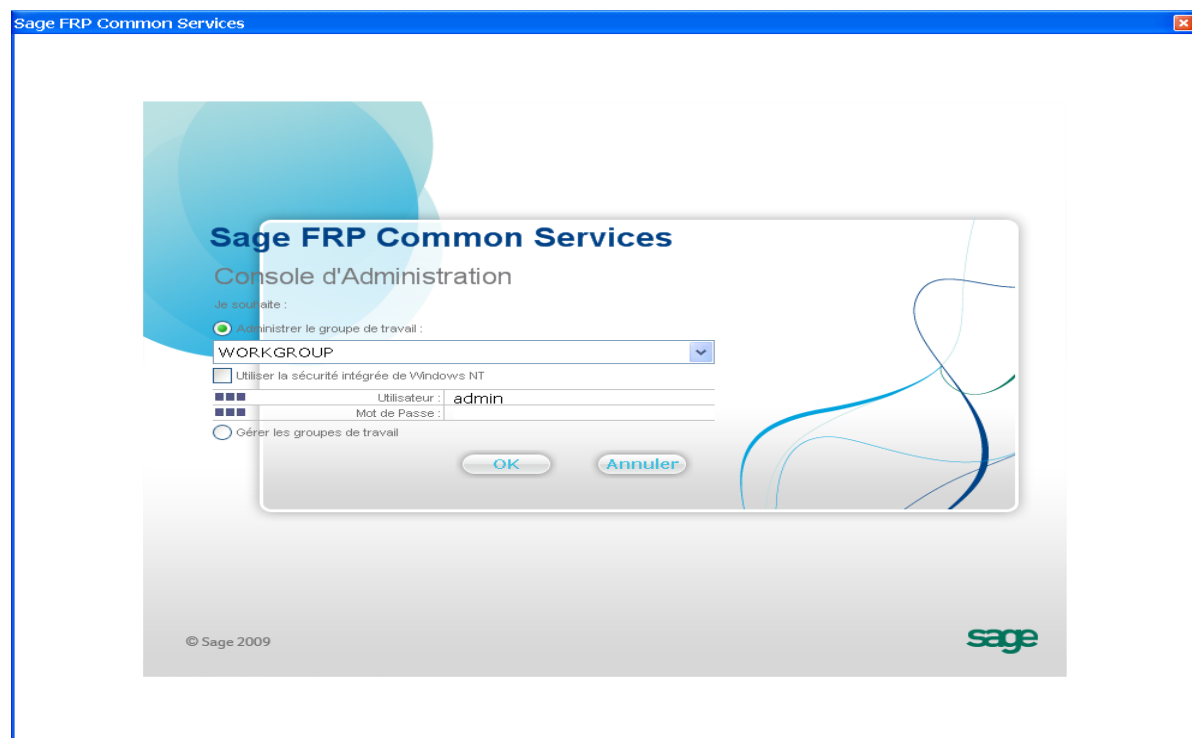 Sage FRP Common Services
Sage FRP Common Services
Console d'Administration
Je souhaite :
Administrer le groupe de travail :
WORKGROUP
Utiliser la sécurité intégrée de Windows NT
Utilisateur : admin
Mot de Passe :
Gérer les groupes de travail
OK Annuler
© Sage 2009
sage